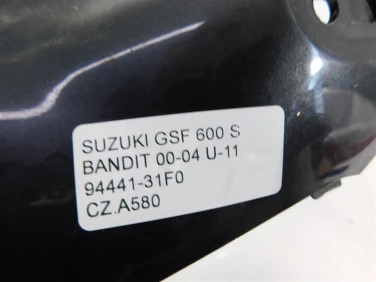 SUZUKI GSF 600 S
BANDIT 00-04 U-11
94441-31F0
CZ.A580